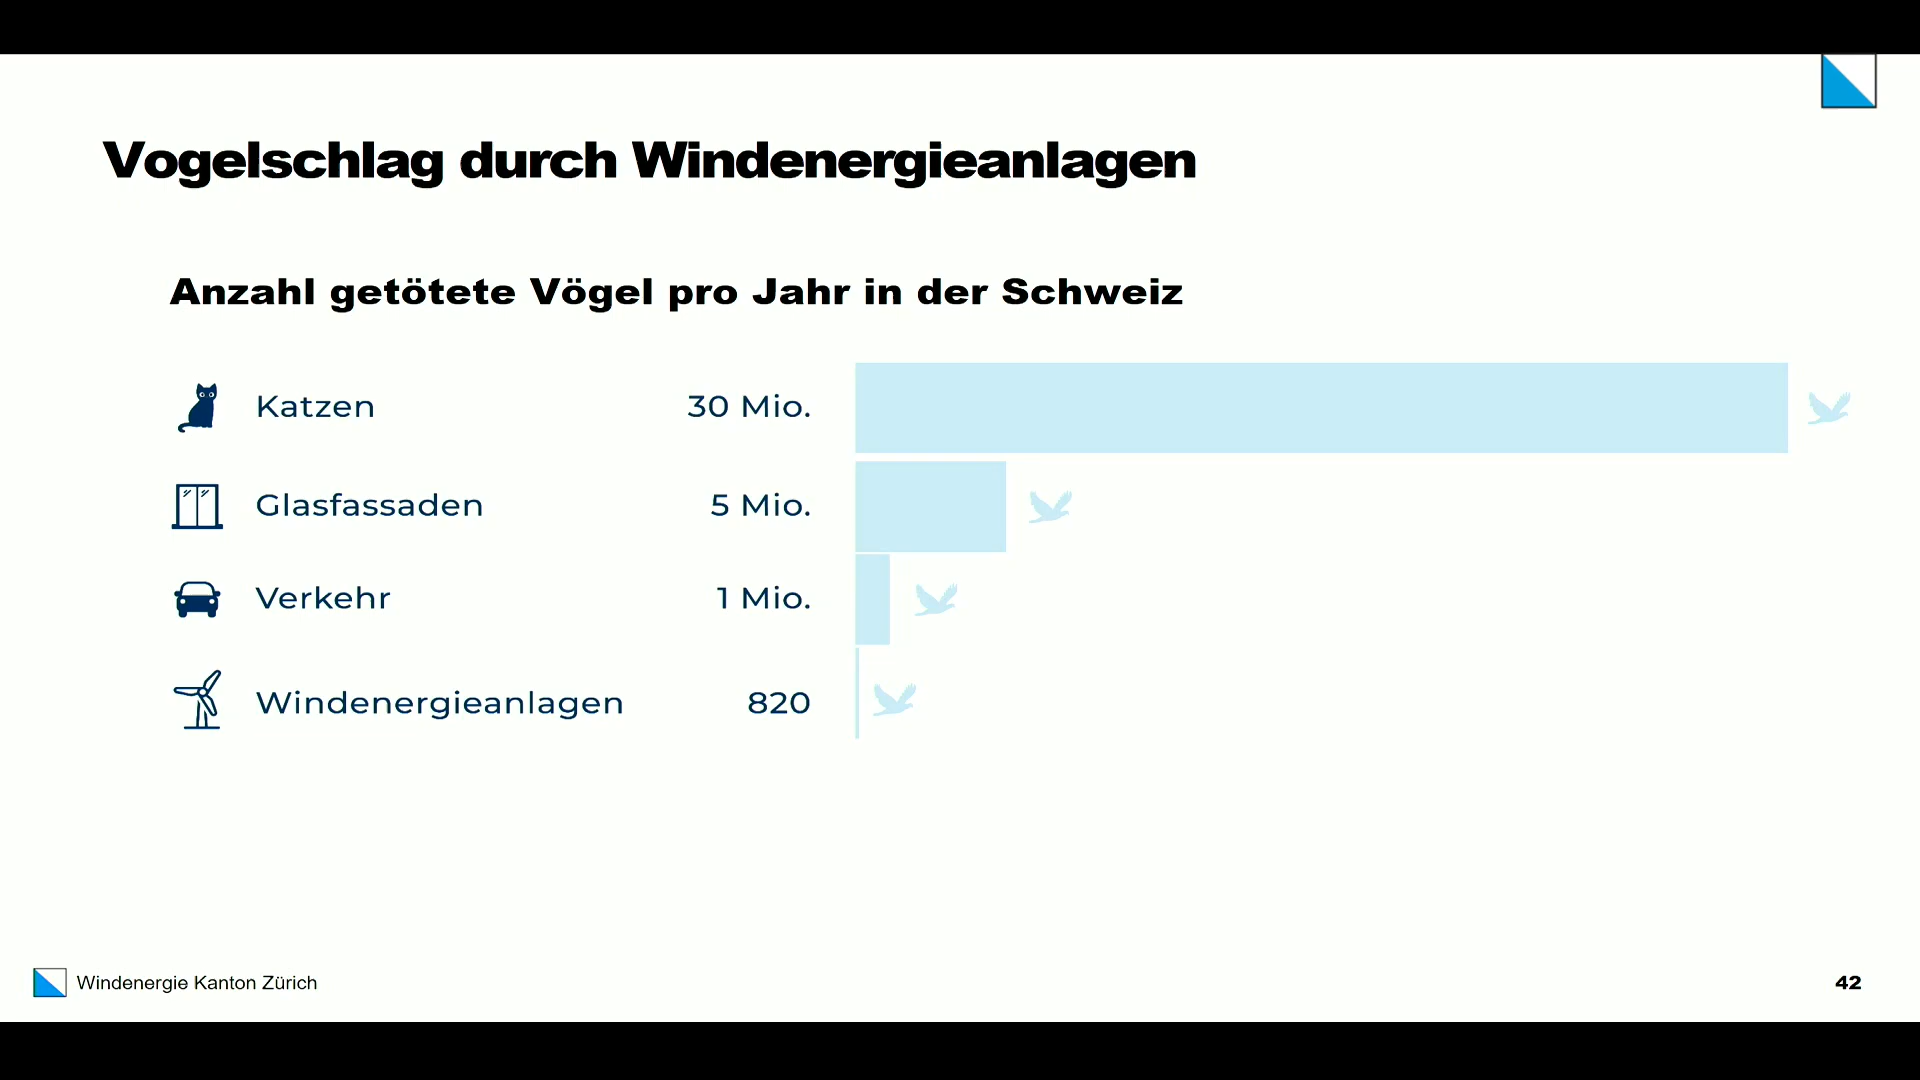 Vogelschlag durch Windenergieanlagen
Anzahl getötete Vögel pro Jahr in der Schweiz
Katzen 30 Mio.
Glasfassaden 5 Mio.
Verkehr 1 Mio.
Windenergieanlagen 820
Windenergie Kanton Zürich 42